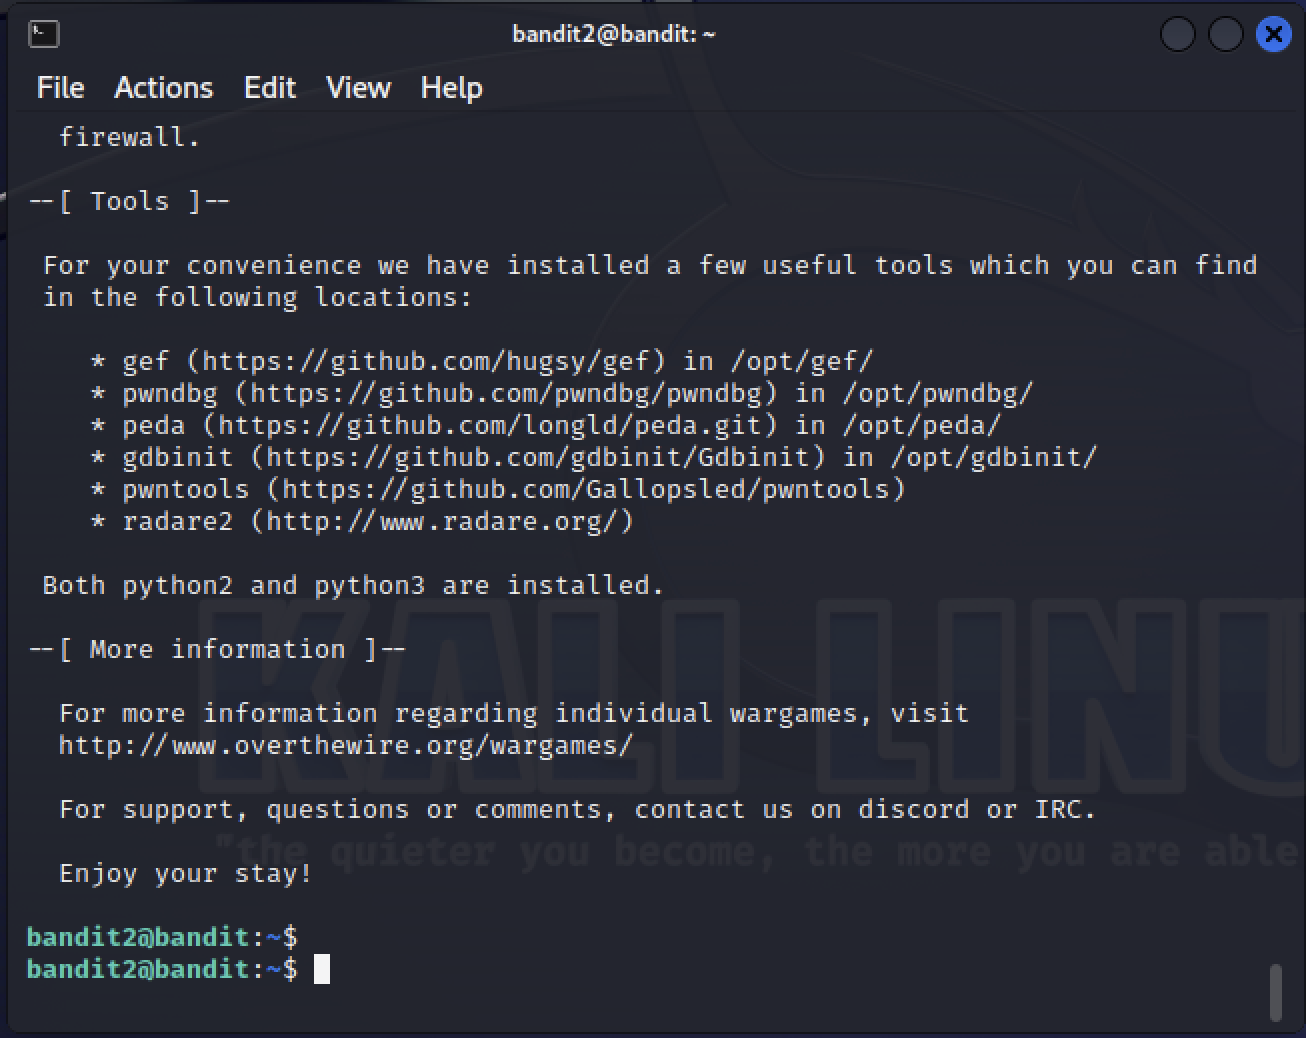 bandit2@bandit: ~
File Actions Edit View Help
firewall.
--[ Tools ]--
For your convenience we have installed a few useful tools which you can find
in the following locations:
* gef (https://github.com/hugsy/gef) in /opt/gef/
* pwndbg (https://github.com/pwndbg/pwndbg) in /opt/pwndbg/
* peda (https://github.com/longld/peda.git) in /opt/peda/
* gdbinit (https://github.com/gdbinit/Gdbinit) in /opt/gdbinit/
* pwntools (https://github.com/Gallopsled/pwntools)
* radare2 (http://www.radare.org/)
Both python2 and python3 are installed.
--[ More information ]--
For more information regarding individual wargames, visit
http://www.overthewire.org/wargames/
For support, questions or comments, contact us on discord or IRC.
KALI LINU
"the quieter you become, the more you are able
Enjoy your stay!
bandit2@bandit:~$
bandit2@bandit:~$